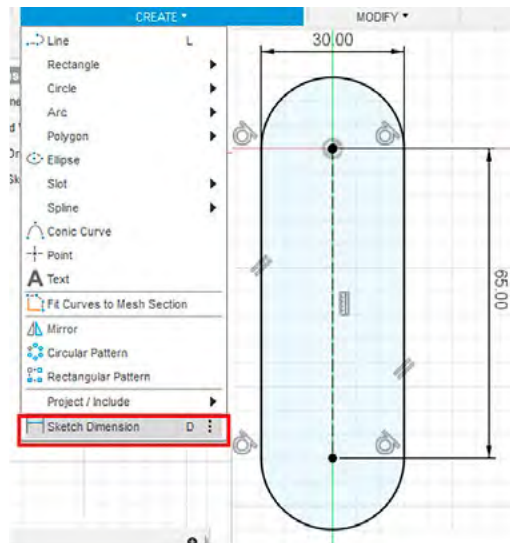 CREATE ▾
MODIFY ▾
Line L
Rectangle
Circle
Arc
Polygon
Ellipse
Slot
Spline
Conic Curve
Point
A Text
Fit Curves to Mesh Section
Mirror
Circular Pattern
Rectangular Pattern
Project / Include
Sketch Dimension D
30.00
65.00